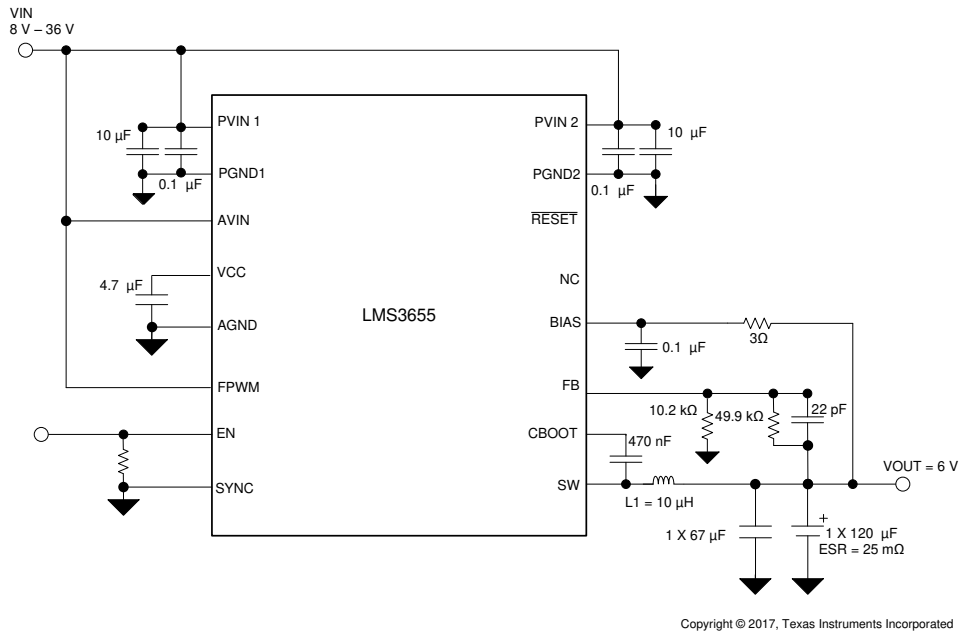 VIN
8 V – 36 V
PVIN 1
10 µF
PGND1
0.1 µF
AVIN
VCC
4.7 µF
AGND
FPWM
EN
SYNC
LMS3655
PVIN 2
10 µF
PGND2
0.1 µF
RESET
NC
BIAS
3Ω
0.1 µF
FB
10.2 kΩ
49.9 kΩ
22 pF
CBOOT
470 nF
VOUT = 6 V
SW
L1 = 10 µH
1 X 67 µF
+
1 X 120 µF
ESR = 25 mΩ
Copyright © 2017, Texas Instruments Incorporated